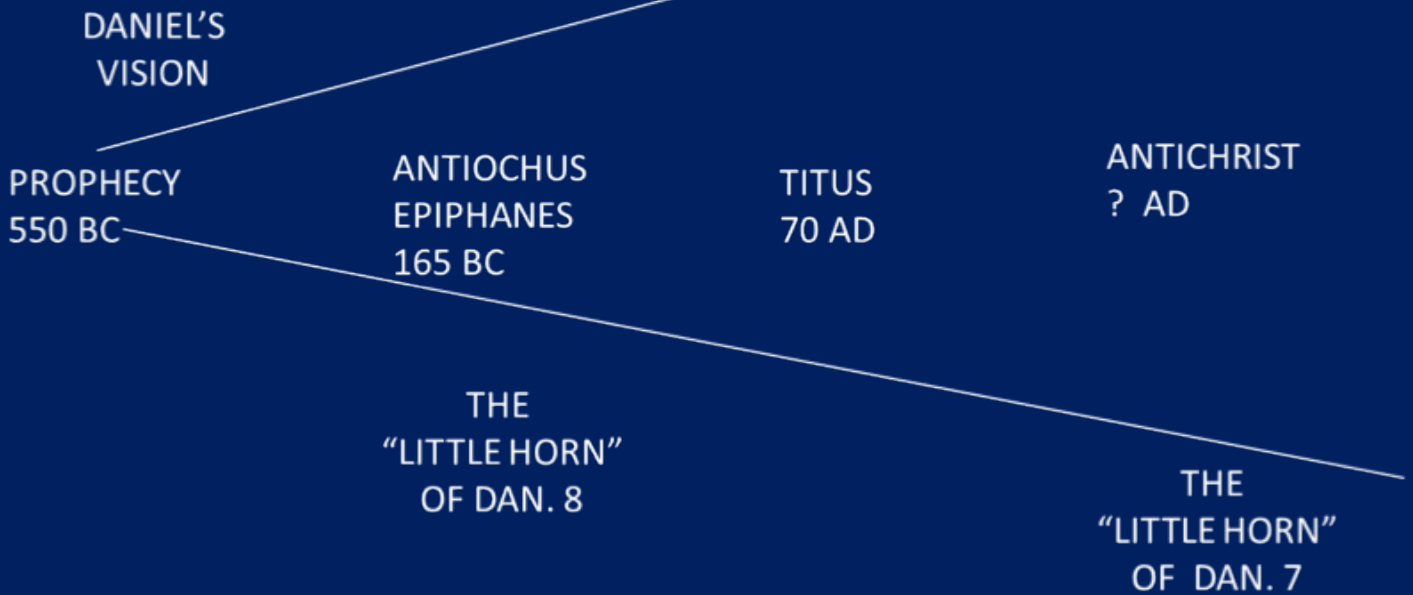 DANIEL’S
VISION
PROPHECY
550 BC
ANTIOCHUS
EPIPHANES
165 BC
TITUS
70 AD
ANTICHRIST
? AD
THE
“LITTLE HORN”
OF DAN. 8
THE
“LITTLE HORN”
OF DAN. 7